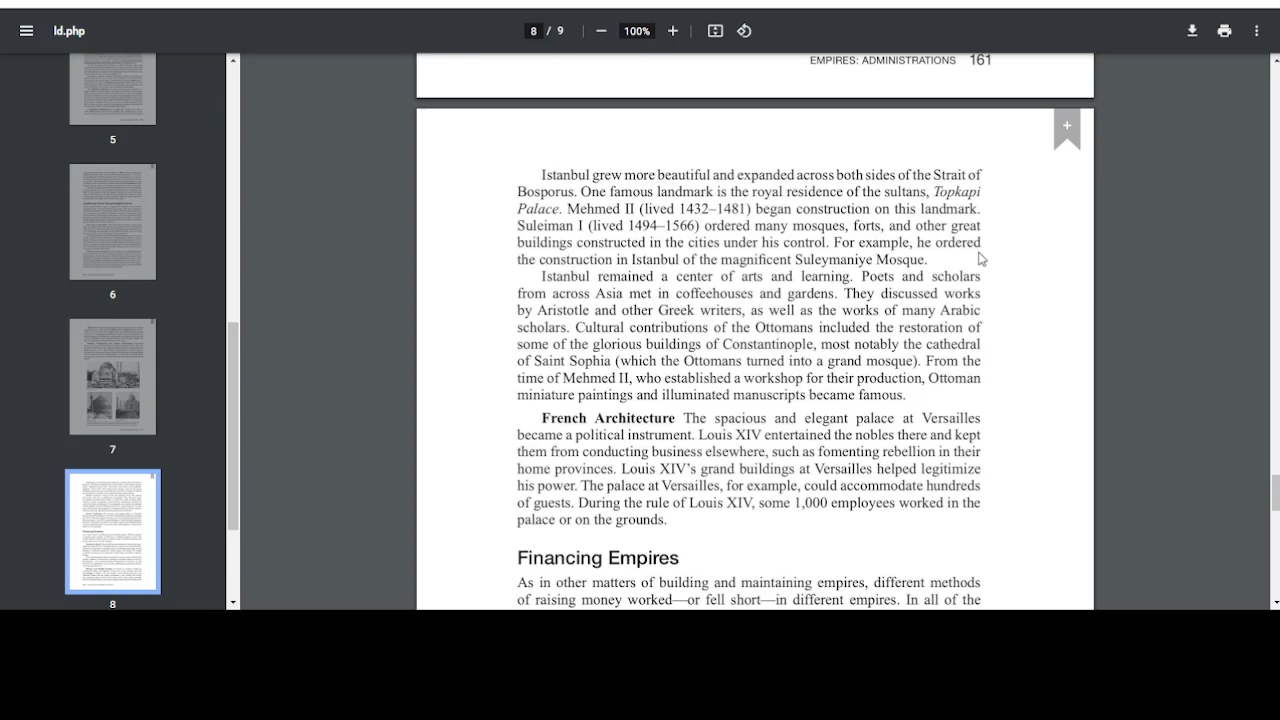 ld.php
8 / 9
100%
5
6
7
8
EMPIRES: ADMINISTRATIONS 161
Istanbul grew more beautiful and expanded across both sides of the Strait of
Bosporus. One famous landmark is the royal residence of the sultans, Topkapi
Palace. Mehmed II (lived 1432–1481) began construction on this landmark.
Suleiman I (lived 1494–1566) ordered many mosques, forts, and other great
buildings constructed in the cities under his control. For example, he ordered
the construction in Istanbul of the magnificent Suleymaniye Mosque.
Istanbul remained a center of arts and learning. Poets and scholars
from across Asia met in coffeehouses and gardens. They discussed works
by Aristotle and other Greek writers, as well as the works of many Arabic
scholars. Cultural contributions of the Ottomans included the restoration of
some of the glorious buildings of Constantinople, most notably the cathedral
of Saint Sophia (which the Ottomans turned into a grand mosque). From the
time of Mehmed II, who established a workshop for their production, Ottoman
miniature paintings and illuminated manuscripts became famous.
French Architecture The spacious and elegant palace at Versailles
became a political instrument. Louis XIV entertained the nobles there and kept
them from conducting business elsewhere, such as fomenting rebellion in their
home provinces. Louis XIV's grand buildings at Versailles helped legitimize
his power. The palace at Versailles, for example, could accommodate hundreds
of guests. During the rule of Louis XIV, some 1,000 employees worked in the
palace or on the grounds.
Financing Empires
As in other matters of building and maintaining empires, different methods
of raising money worked—or fell short—in different empires. In all of the